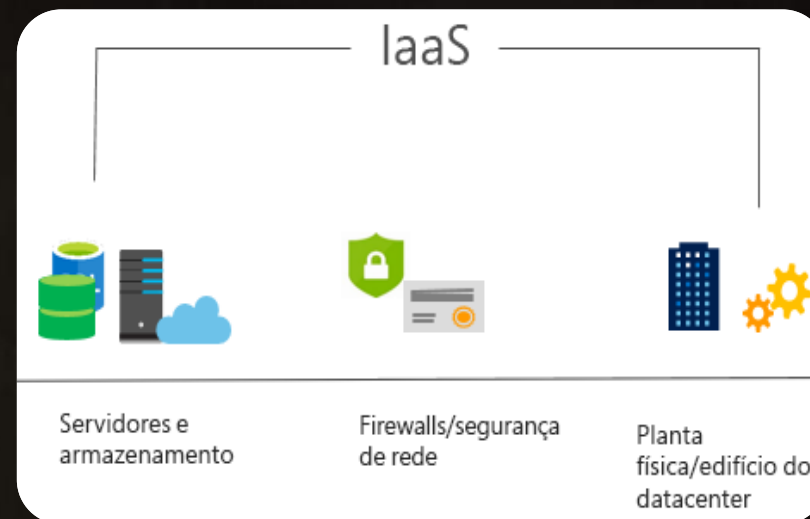 IaaS
Servidores e
armazenamento
Firewalls/segurança
de rede
Planta
física/edifício do
datacenter